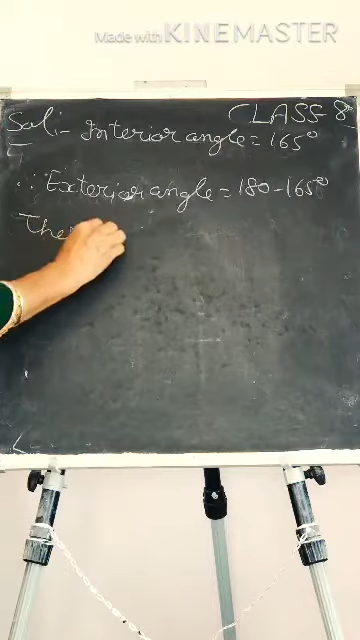 Made with KINEMASTER
CLASS 8
Sol:- Interior angle = 165°
∴ Exterior angle = 180 - 165°
The